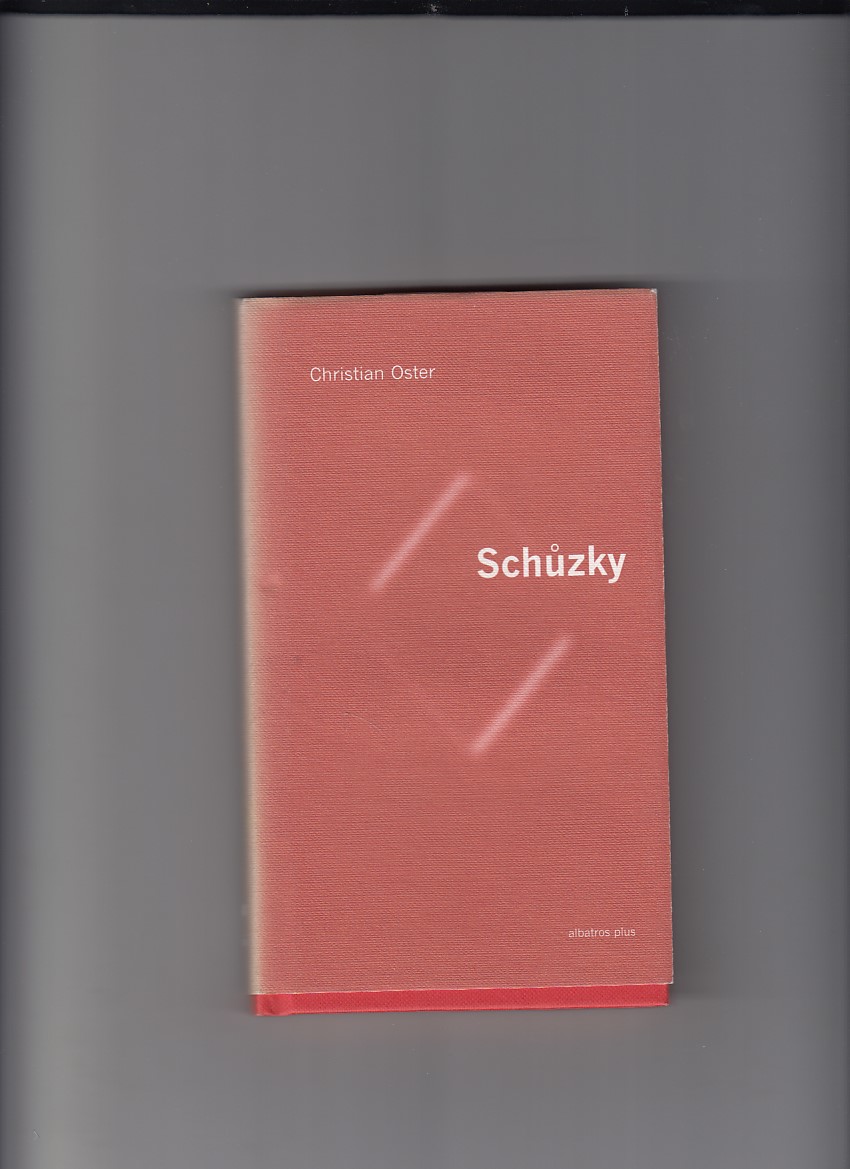 Christian Oster
Schůzky
albatros plus